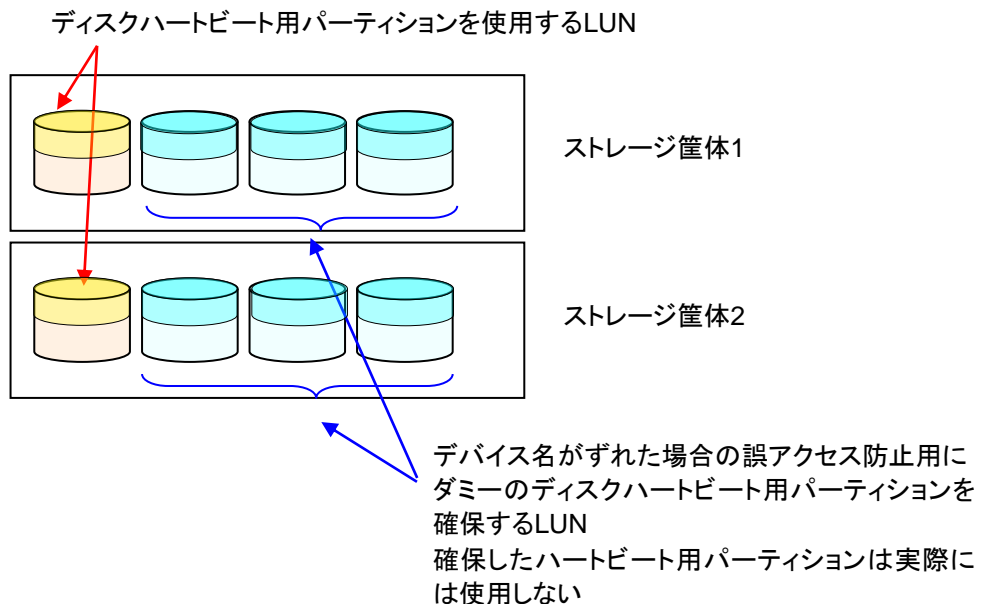 ディスクハートビート用パーティションを使用するLUN
ストレージ筐体1
ストレージ筐体2
デバイス名がずれた場合の誤アクセス防止用に
ダミーのディスクハートビート用パーティションを
確保するLUN
確保したハートビート用パーティションは実際に
は使用しない